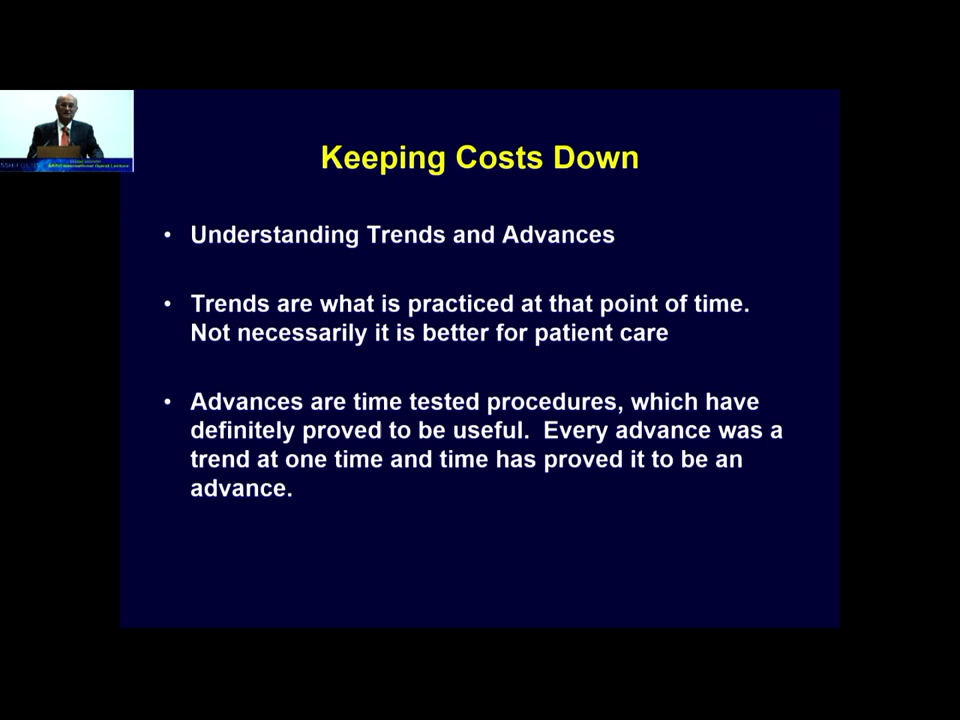 Keeping Costs Down
• Understanding Trends and Advances
• Trends are what is practiced at that point of time.
Not necessarily it is better for patient care
• Advances are time tested procedures, which have
definitely proved to be useful. Every advance was a
trend at one time and time has proved it to be an
advance.